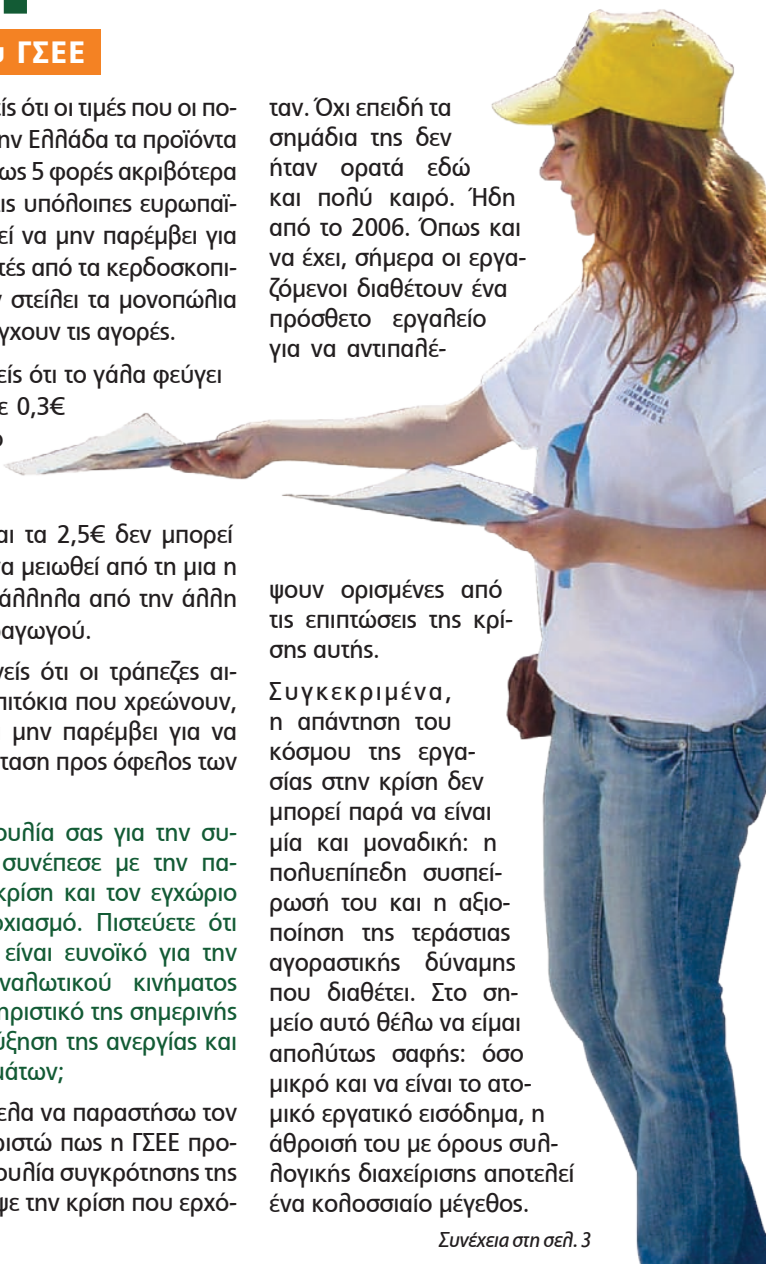 ΓΣΕΕ
είς ότι οι τιμές που οι πο-
ην Ελλάδα τα προϊόντα
ως 5 φορές ακριβότερα
ις υπόλοιπες ευρωπαϊ-
εί να μην παρέμβει για
τές από τα κερδοσκοπι-
ν στείλει τα μονοπώλια
γχουν τις αγορές.
είς ότι το γάλα φεύγει
ε 0,3€
αι τα 2,5€ δεν μπορεί
α μειωθεί από τη μια η
άλληλα από την άλλη
αγωγού.
νείς ότι οι τράπεζες αι-
πιτόκια που χρεώνουν,
μην παρέμβει για να
ταση προς όφελος των
ουλία σας για την συ-
συνέπεσε με την πα-
κρίση και τον εγχώριο
οχιασμό. Πιστεύετε ότι
είναι ευνοϊκό για την
ναλωτικού κινήματος
ηριστικό της σημερινής
ύξηση της ανεργίας και
μάτων;
ελα να παραστήσω τον
ριστώ πως η ΓΣΕΕ προ-
ουλία συγκρότησης της
ψε την κρίση που ερχό-
ταν. Όχι επειδή τα
σημάδια της δεν
ήταν ορατά εδώ
και πολύ καιρό. Ήδη
από το 2006. Όπως και
να έχει, σήμερα οι εργα-
ζόμενοι διαθέτουν ένα
πρόσθετο εργαλείο
για να αντιπαλέ-
ψουν ορισμένες από
τις επιπτώσεις της κρί-
σης αυτής.
Συγκεκριμένα,
η απάντηση του
κόσμου της εργα-
σίας στην κρίση δεν
μπορεί παρά να είναι
μία και μοναδική: η
πολυεπίπεδη συσπεί-
ρωσή του και η αξιο-
ποίηση της τεράστιας
αγοραστικής δύναμης
που διαθέτει. Στο ση-
μείο αυτό θέλω να είμαι
απολύτως σαφής: όσο
μικρό και να είναι το ατο-
μικό εργατικό εισόδημα, η
άθροισή του με όρους συλ-
λογικής διαχείρισης αποτελεί
ένα κολοσσιαίο μέγεθος.
Συνέχεια στη σελ. 3